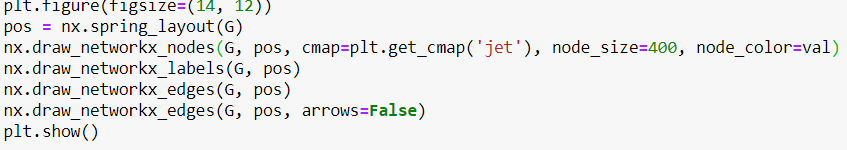 plt.figure(figsize=(14, 12))
pos = nx.spring_layout(G)
nx.draw_networkx_nodes(G, pos, cmap=plt.get_cmap('jet'), node_size=400, node_color=val)
nx.draw_networkx_labels(G, pos)
nx.draw_networkx_edges(G, pos)
nx.draw_networkx_edges(G, pos, arrows=False)
plt.show()